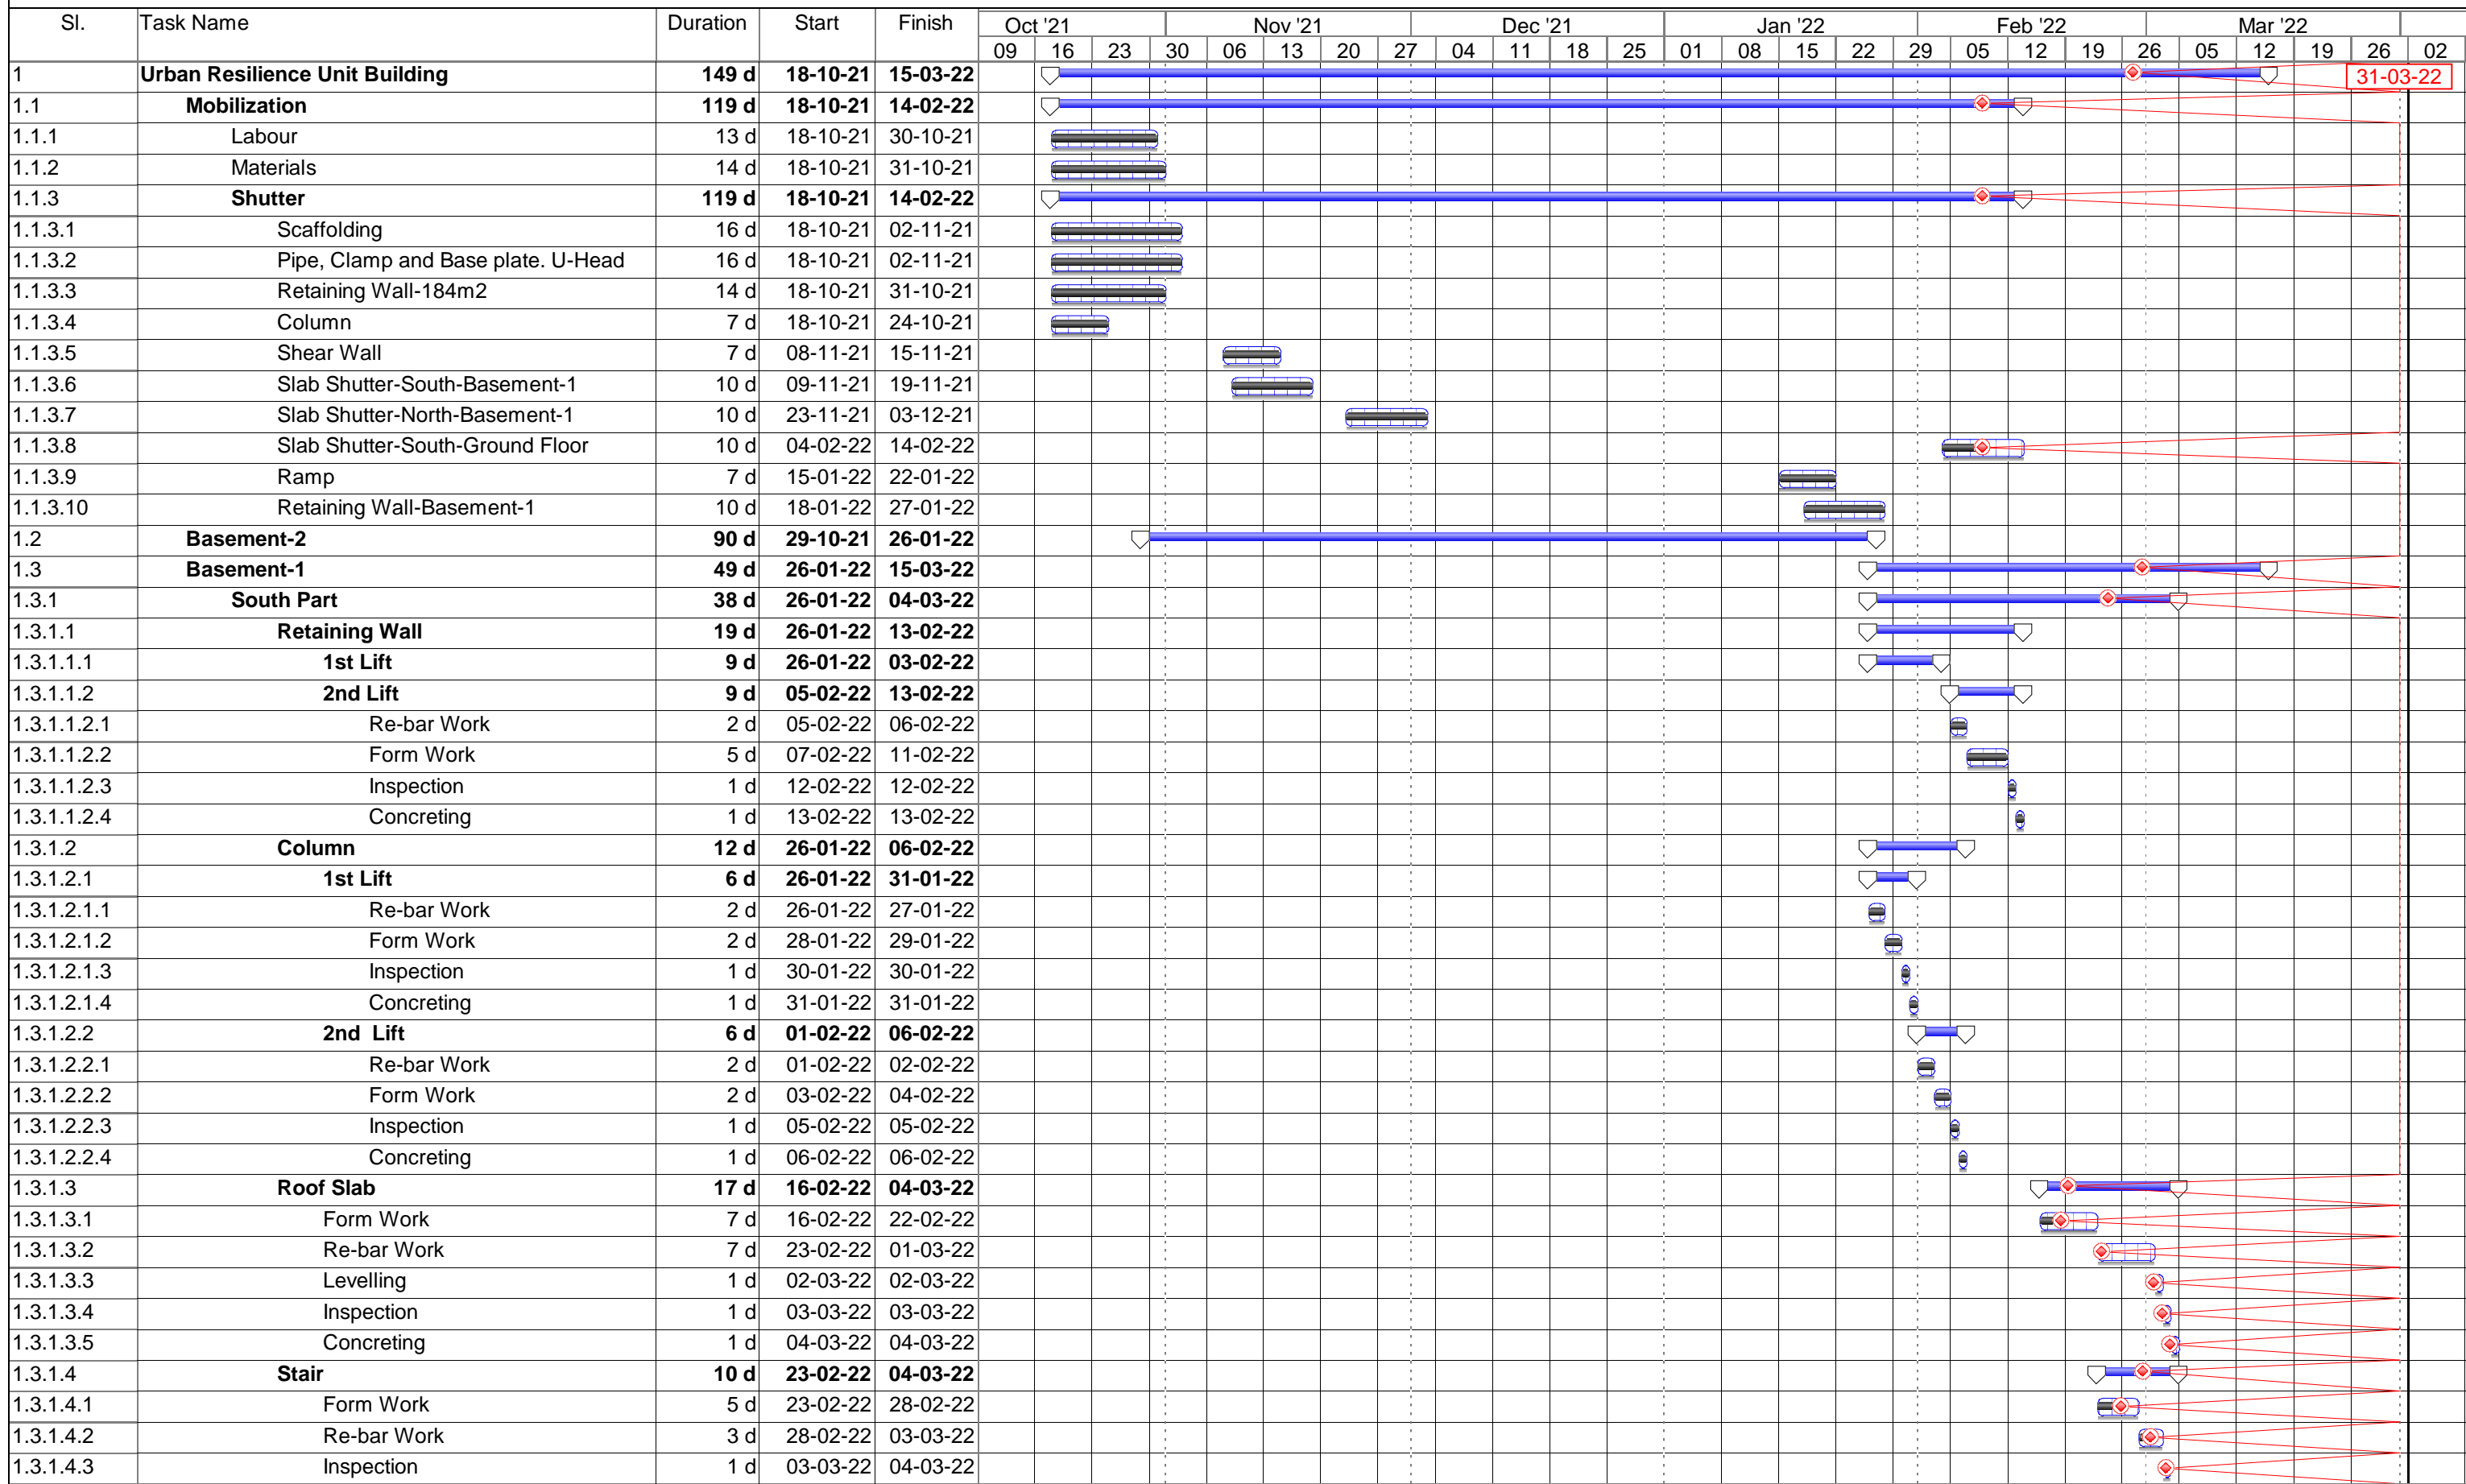 Sl. Task Name Duration Start Finish Oct '21 Nov '21 Dec '21 Jan '22 Feb '22 Mar '22
09 16 23 30 06 13 20 27 04 11 18 25 01 08 15 22 29 05 12 19 26 05 12 19 26 02
1 Urban Resilience Unit Building 149 d 18-10-21 15-03-22 31-03-22
1.1 Mobilization 119 d 18-10-21 14-02-22
1.1.1 Labour 13 d 18-10-21 30-10-21
1.1.2 Materials 14 d 18-10-21 31-10-21
1.1.3 Shutter 119 d 18-10-21 14-02-22
1.1.3.1 Scaffolding 16 d 18-10-21 02-11-21
1.1.3.2 Pipe, Clamp and Base plate. U-Head 16 d 18-10-21 02-11-21
1.1.3.3 Retaining Wall-184m2 14 d 18-10-21 31-10-21
1.1.3.4 Column 7 d 18-10-21 24-10-21
1.1.3.5 Shear Wall 7 d 08-11-21 15-11-21
1.1.3.6 Slab Shutter-South-Basement-1 10 d 09-11-21 19-11-21
1.1.3.7 Slab Shutter-North-Basement-1 10 d 23-11-21 03-12-21
1.1.3.8 Slab Shutter-South-Ground Floor 10 d 04-02-22 14-02-22
1.1.3.9 Ramp 7 d 15-01-22 22-01-22
1.1.3.10 Retaining Wall-Basement-1 10 d 18-01-22 27-01-22
1.2 Basement-2 90 d 29-10-21 26-01-22
1.3 Basement-1 49 d 26-01-22 15-03-22
1.3.1 South Part 38 d 26-01-22 04-03-22
1.3.1.1 Retaining Wall 19 d 26-01-22 13-02-22
1.3.1.1.1 1st Lift 9 d 26-01-22 03-02-22
1.3.1.1.2 2nd Lift 9 d 05-02-22 13-02-22
1.3.1.1.2.1 Re-bar Work 2 d 05-02-22 06-02-22
1.3.1.1.2.2 Form Work 5 d 07-02-22 11-02-22
1.3.1.1.2.3 Inspection 1 d 12-02-22 12-02-22
1.3.1.1.2.4 Concreting 1 d 13-02-22 13-02-22
1.3.1.2 Column 12 d 26-01-22 06-02-22
1.3.1.2.1 1st Lift 6 d 26-01-22 31-01-22
1.3.1.2.1.1 Re-bar Work 2 d 26-01-22 27-01-22
1.3.1.2.1.2 Form Work 2 d 28-01-22 29-01-22
1.3.1.2.1.3 Inspection 1 d 30-01-22 30-01-22
1.3.1.2.1.4 Concreting 1 d 31-01-22 31-01-22
1.3.1.2.2 2nd Lift 6 d 01-02-22 06-02-22
1.3.1.2.2.1 Re-bar Work 2 d 01-02-22 02-02-22
1.3.1.2.2.2 Form Work 2 d 03-02-22 04-02-22
1.3.1.2.2.3 Inspection 1 d 05-02-22 05-02-22
1.3.1.2.2.4 Concreting 1 d 06-02-22 06-02-22
1.3.1.3 Roof Slab 17 d 16-02-22 04-03-22
1.3.1.3.1 Form Work 7 d 16-02-22 22-02-22
1.3.1.3.2 Re-bar Work 7 d 23-02-22 01-03-22
1.3.1.3.3 Levelling 1 d 02-03-22 02-03-22
1.3.1.3.4 Inspection 1 d 03-03-22 03-03-22
1.3.1.3.5 Concreting 1 d 04-03-22 04-03-22
1.3.1.4 Stair 10 d 23-02-22 04-03-22
1.3.1.4.1 Form Work 5 d 23-02-22 28-02-22
1.3.1.4.2 Re-bar Work 3 d 28-02-22 03-03-22
1.3.1.4.3 Inspection 1 d 03-03-22 04-03-22